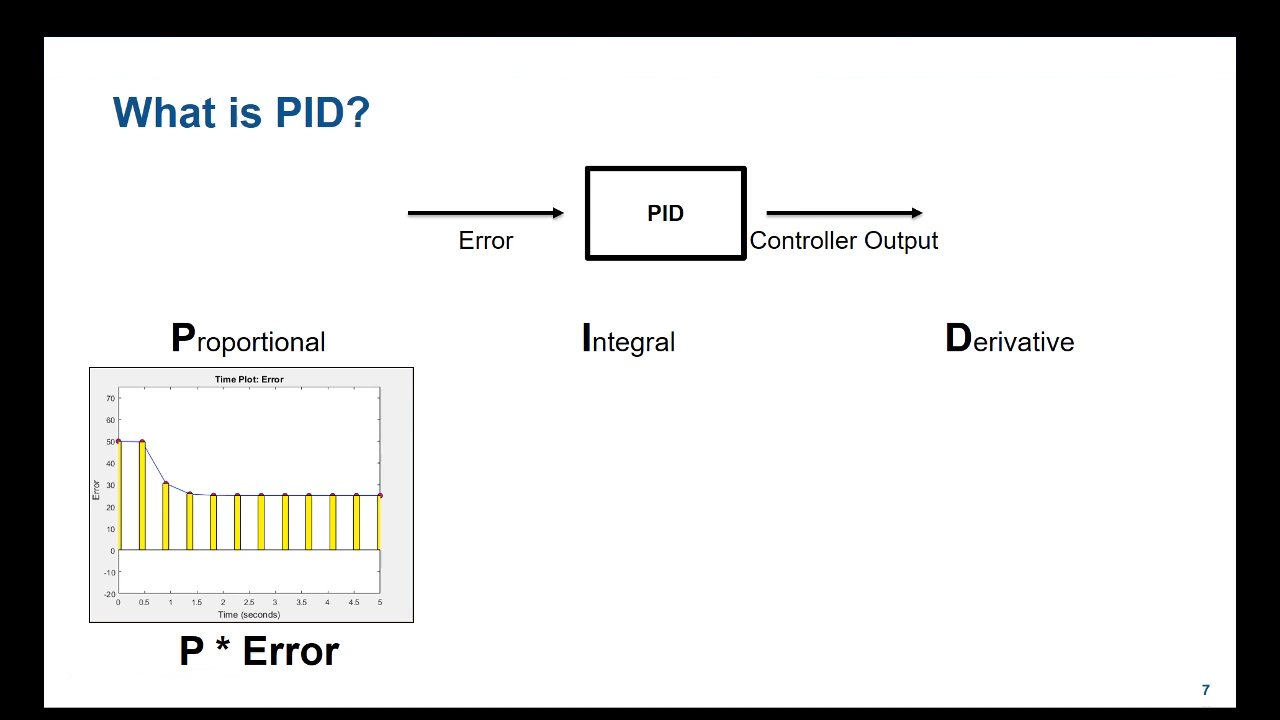 What is PID?
PID
Error
Controller Output
Proportional
Integral
Derivative
Time Plot: Error
70
60
50
40
30
20
10
0
-10
-20
Error
0 0.5 1 1.5 2 2.5 3 3.5 4 4.5 5
Time (seconds)
P * Error
7